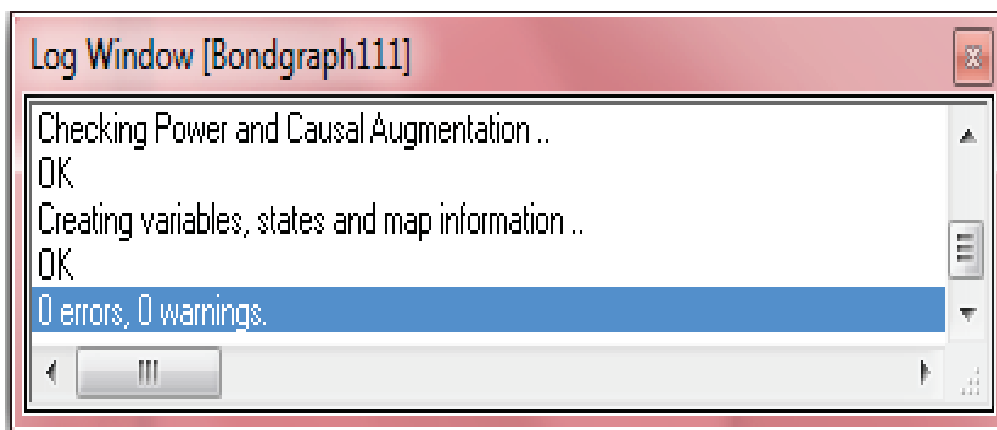 Log Window [Bondgraph111]
Checking Power and Causal Augmentation ..
OK
Creating variables, states and map information ..
OK
0 errors, 0 warnings.